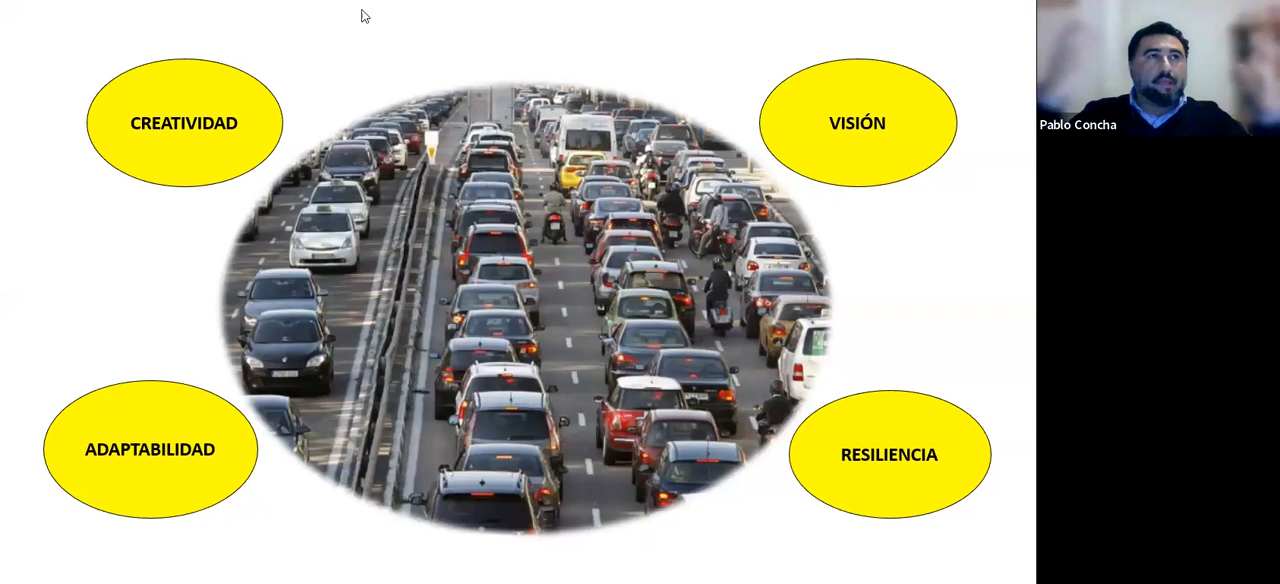 CREATIVIDAD
VISIÓN
Pablo Concha
ADAPTABILIDAD
RESILIENCIA